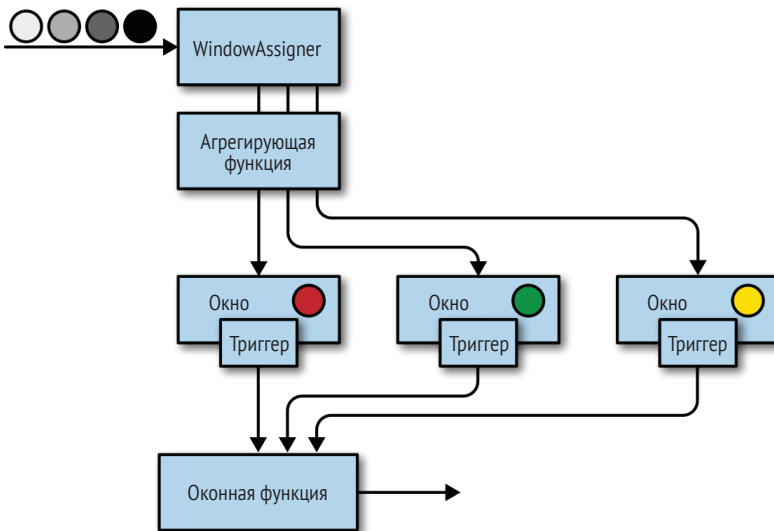 WindowAssigner
Агрегирующая
функция
Окно
Окно
Окно
Триггер
Триггер
Триггер
Оконная функция